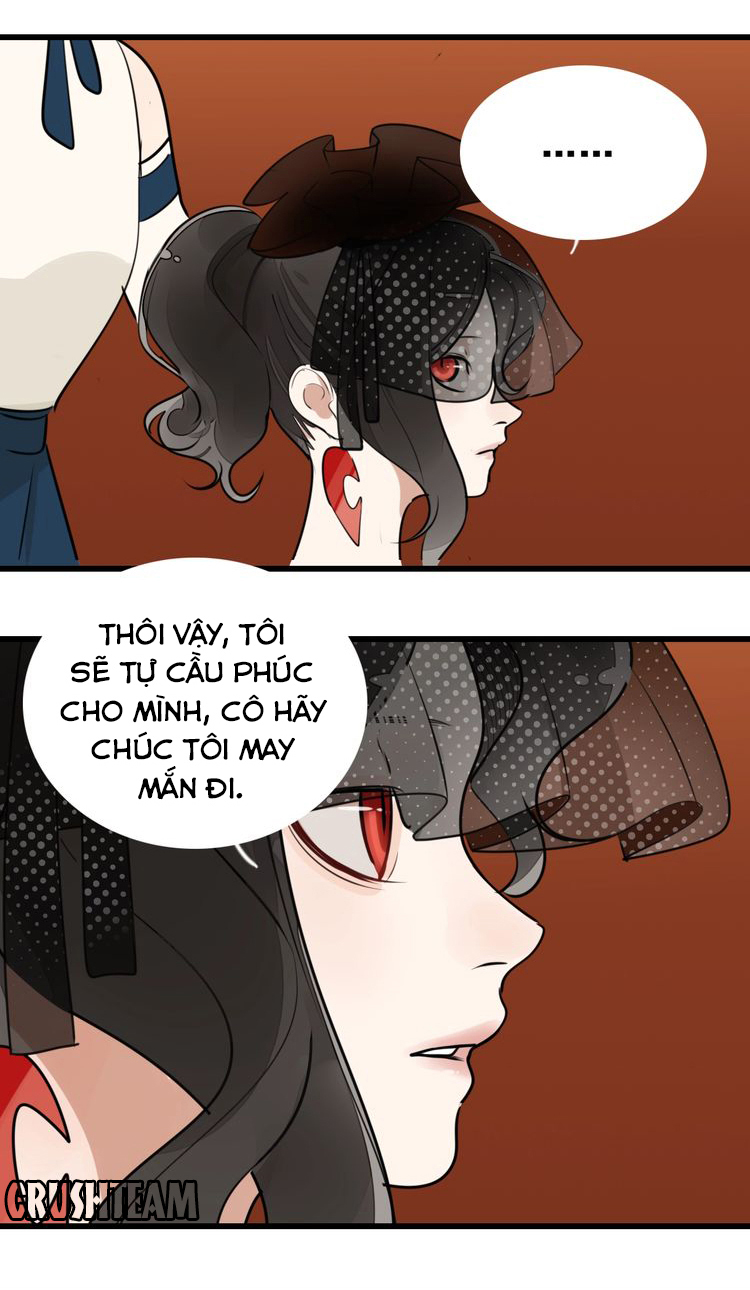 ......
THÔI VẬY, TÔI
SẼ TỰ CẦU PHÚC
CHO MÌNH, CÔ HÃY
CHÚC TÔI MAY
MẮN ĐI.
CRUSHTEAM